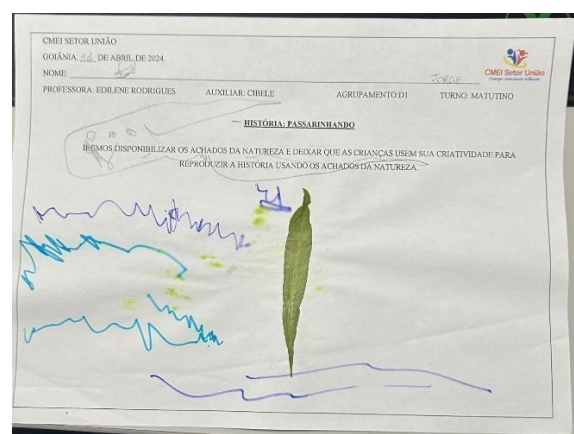 CMEI SETOR UNIÃO
GOIÂNIA, 11 DE ABRIL DE 2024
NOME: JORGE
CMEI Setor União
PROFESSORA: EDILENE RODRIGUES AUXILIAR: CIBELE AGRUPAMENTO:D1 TURNO: MATUTINO
HISTÓRIA: PASSARINHANDO
IREMOS DISPONIBILIZAR OS ACHADOS DA NATUREZA E DEIXAR QUE AS CRIANÇAS USEM SUA CRIATIVIDADE PARA
REPRODUZIR A HISTÓRIA USANDO OS ACHADOS DA NATUREZA.